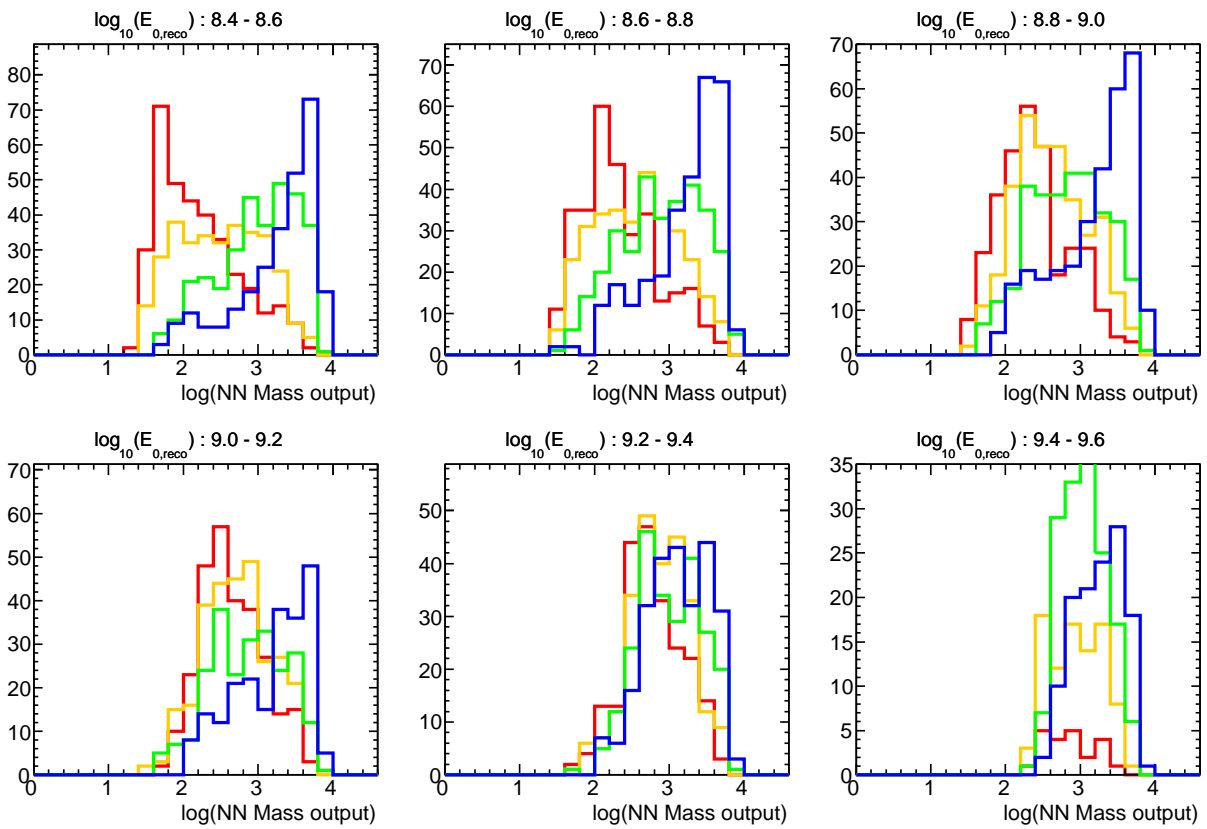 log₁₀(E₀,reco) : 8.4 - 8.6
80
70
60
50
40
30
20
10
0
0 1 2 3 4
log(NN Mass output)
log₁₀(E₀,reco) : 8.6 - 8.8
70
60
50
40
30
20
10
0
0 1 2 3 4
log(NN Mass output)
log₁₀(E₀,reco) : 8.8 - 9.0
70
60
50
40
30
20
10
0
0 1 2 3 4
log(NN Mass output)
log₁₀(E₀,reco) : 9.0 - 9.2
70
60
50
40
30
20
10
0
0 1 2 3 4
log(NN Mass output)
log₁₀(E₀,reco) : 9.2 - 9.4
50
40
30
20
10
0
0 1 2 3 4
log(NN Mass output)
log₁₀(E₀,reco) : 9.4 - 9.6
35
30
25
20
15
10
5
0
0 1 2 3 4
log(NN Mass output)